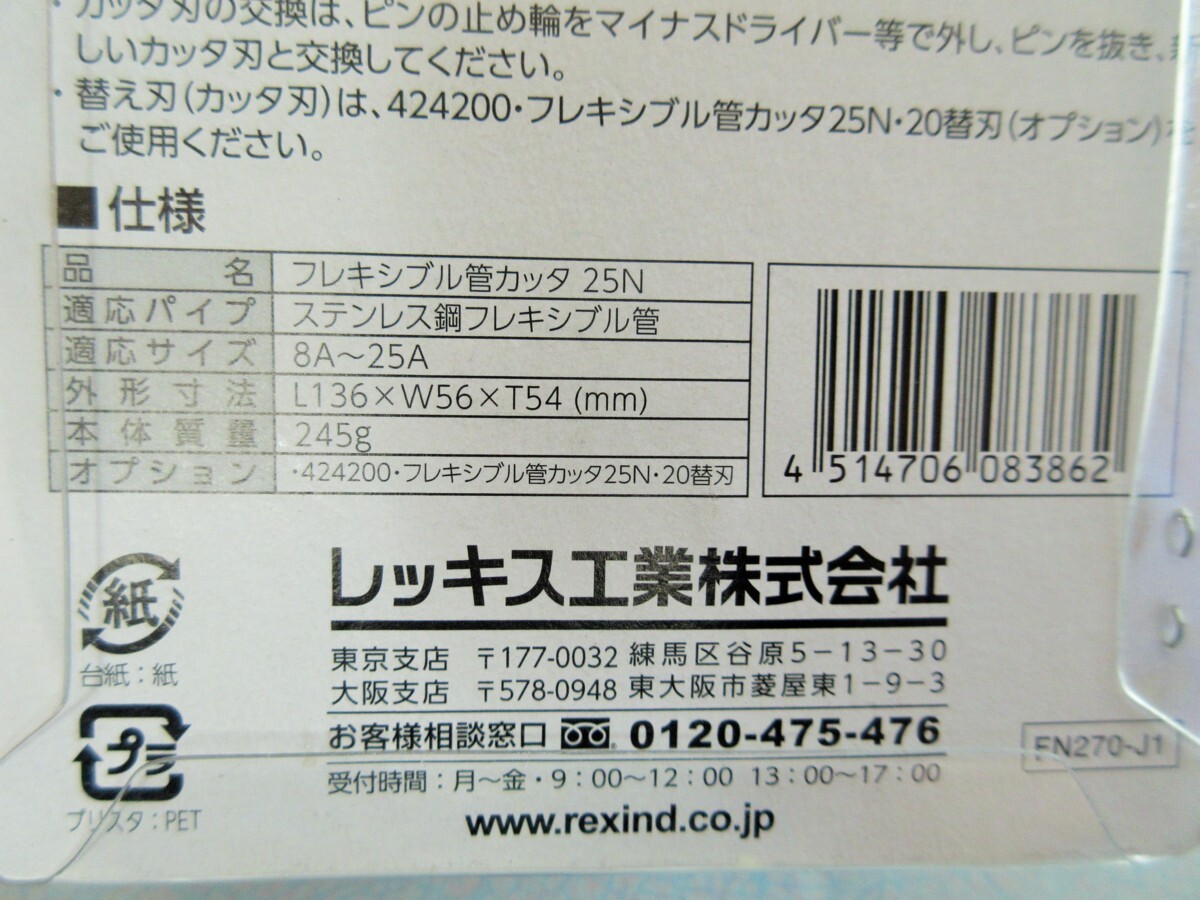 ・カッタ刃の交換は、ピンの止め輪をマイナスドライバー等で外し、ピンを抜き、新
しいカッタ刃と交換してください。
・替え刃（カッタ刃）は、424200・フレキシブル管カッタ25N・20替刃（オプション）を
ご使用ください。
■仕様
品名 フレキシブル管カッタ 25N
適応パイプ ステンレス鋼フレキシブル管
適応サイズ 8A～25A
外形寸法 L136×W56×T54 (mm)
本体質量 245g
オプション ・424200・フレキシブル管カッタ25N・20替刃
4 514706 083862
紙
台紙：紙
プラ
ブリスタ：PET
レッキス工業株式会社
東京支店 〒177-0032 練馬区谷原5－13－30
大阪支店 〒578-0948 東大阪市菱屋東1－9－3
お客様相談窓口 0120-475-476
受付時間：月～金・9：00～12：00 13：00～17：00
www.rexind.co.jp
FN270-J1